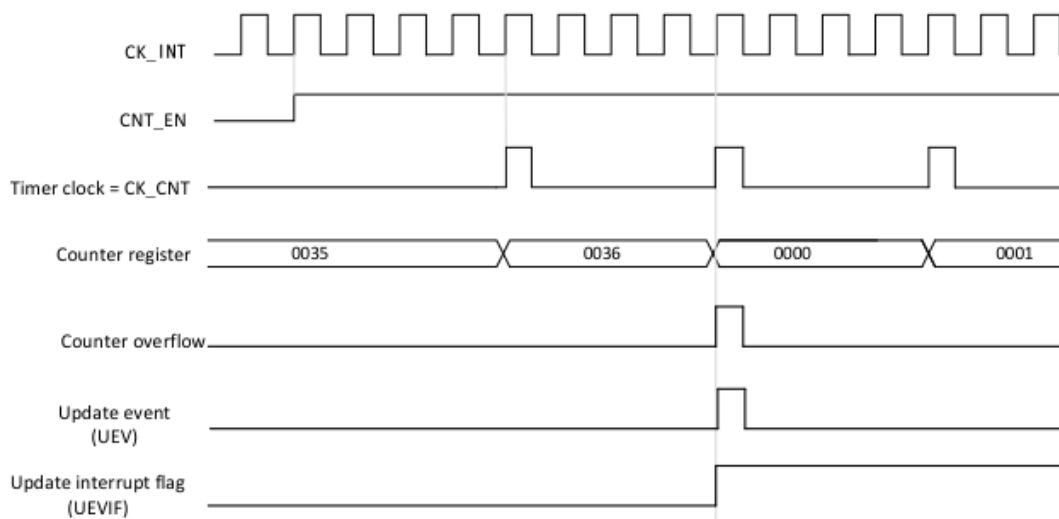 CK_INT
CNT_EN
Timer clock = CK_CNT
Counter register
0035
0036
0000
0001
Counter overflow
Update event
(UEV)
Update interrupt flag
(UEVIF)